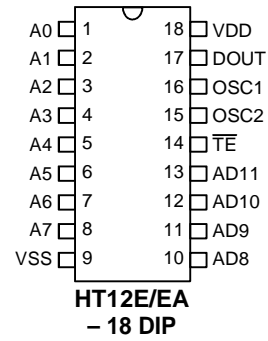 A0 1 18 VDD
A1 2 17 DOUT
A2 3 16 OSC1
A3 4 15 OSC2
A4 5 14 T̅E̅
A5 6 13 AD11
A6 7 12 AD10
A7 8 11 AD9
VSS 9 10 AD8
HT12E/EA
– 18 DIP